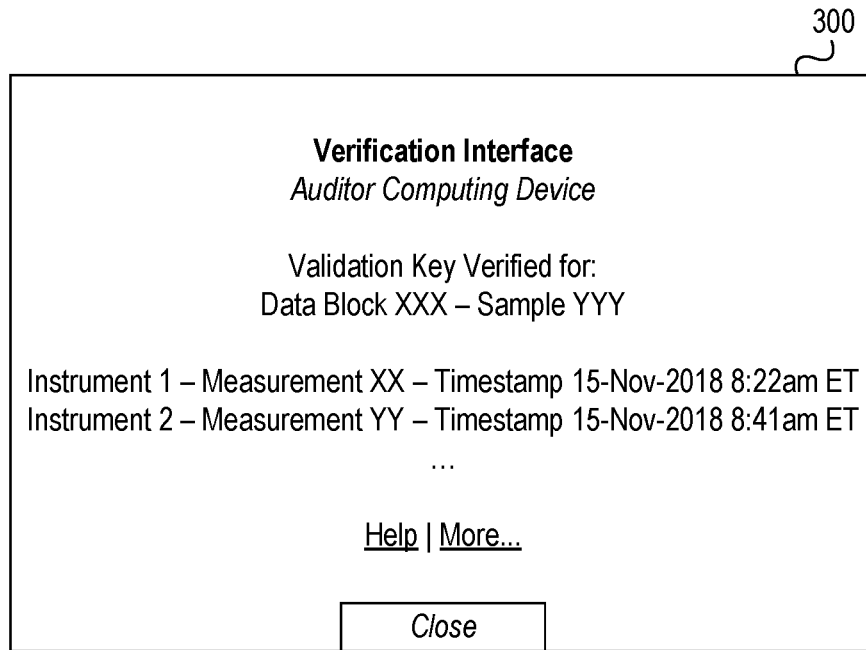 300
Verification Interface
Auditor Computing Device
Validation Key Verified for:
Data Block XXX – Sample YYY
Instrument 1 – Measurement XX – Timestamp 15-Nov-2018 8:22am ET
Instrument 2 – Measurement YY – Timestamp 15-Nov-2018 8:41am ET
...
Help | More...
Close